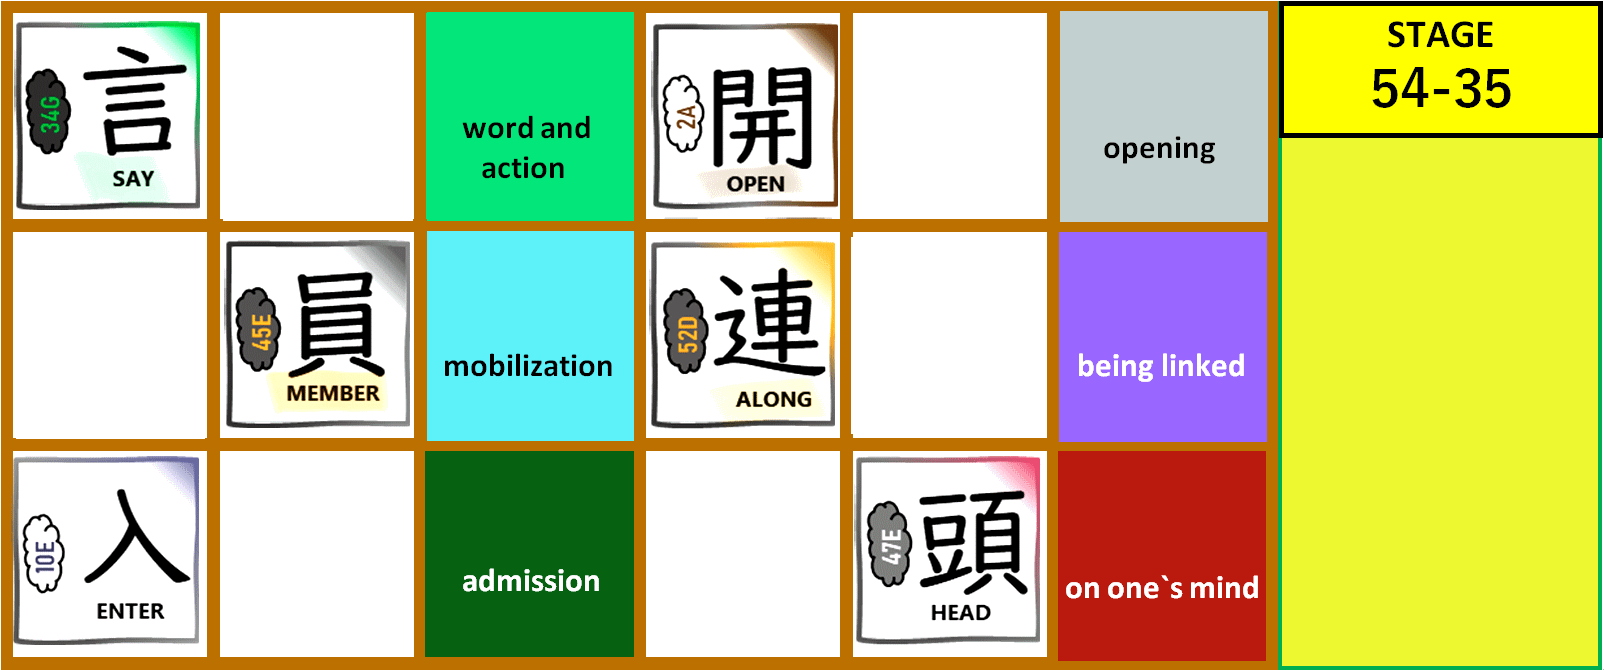 34G
言
SAY
word and
action
2A
開
OPEN
opening
STAGE
54-35
45E
員
MEMBER
mobilization
52D
連
ALONG
being linked
10E
入
ENTER
admission
47E
頭
HEAD
on one`s mind